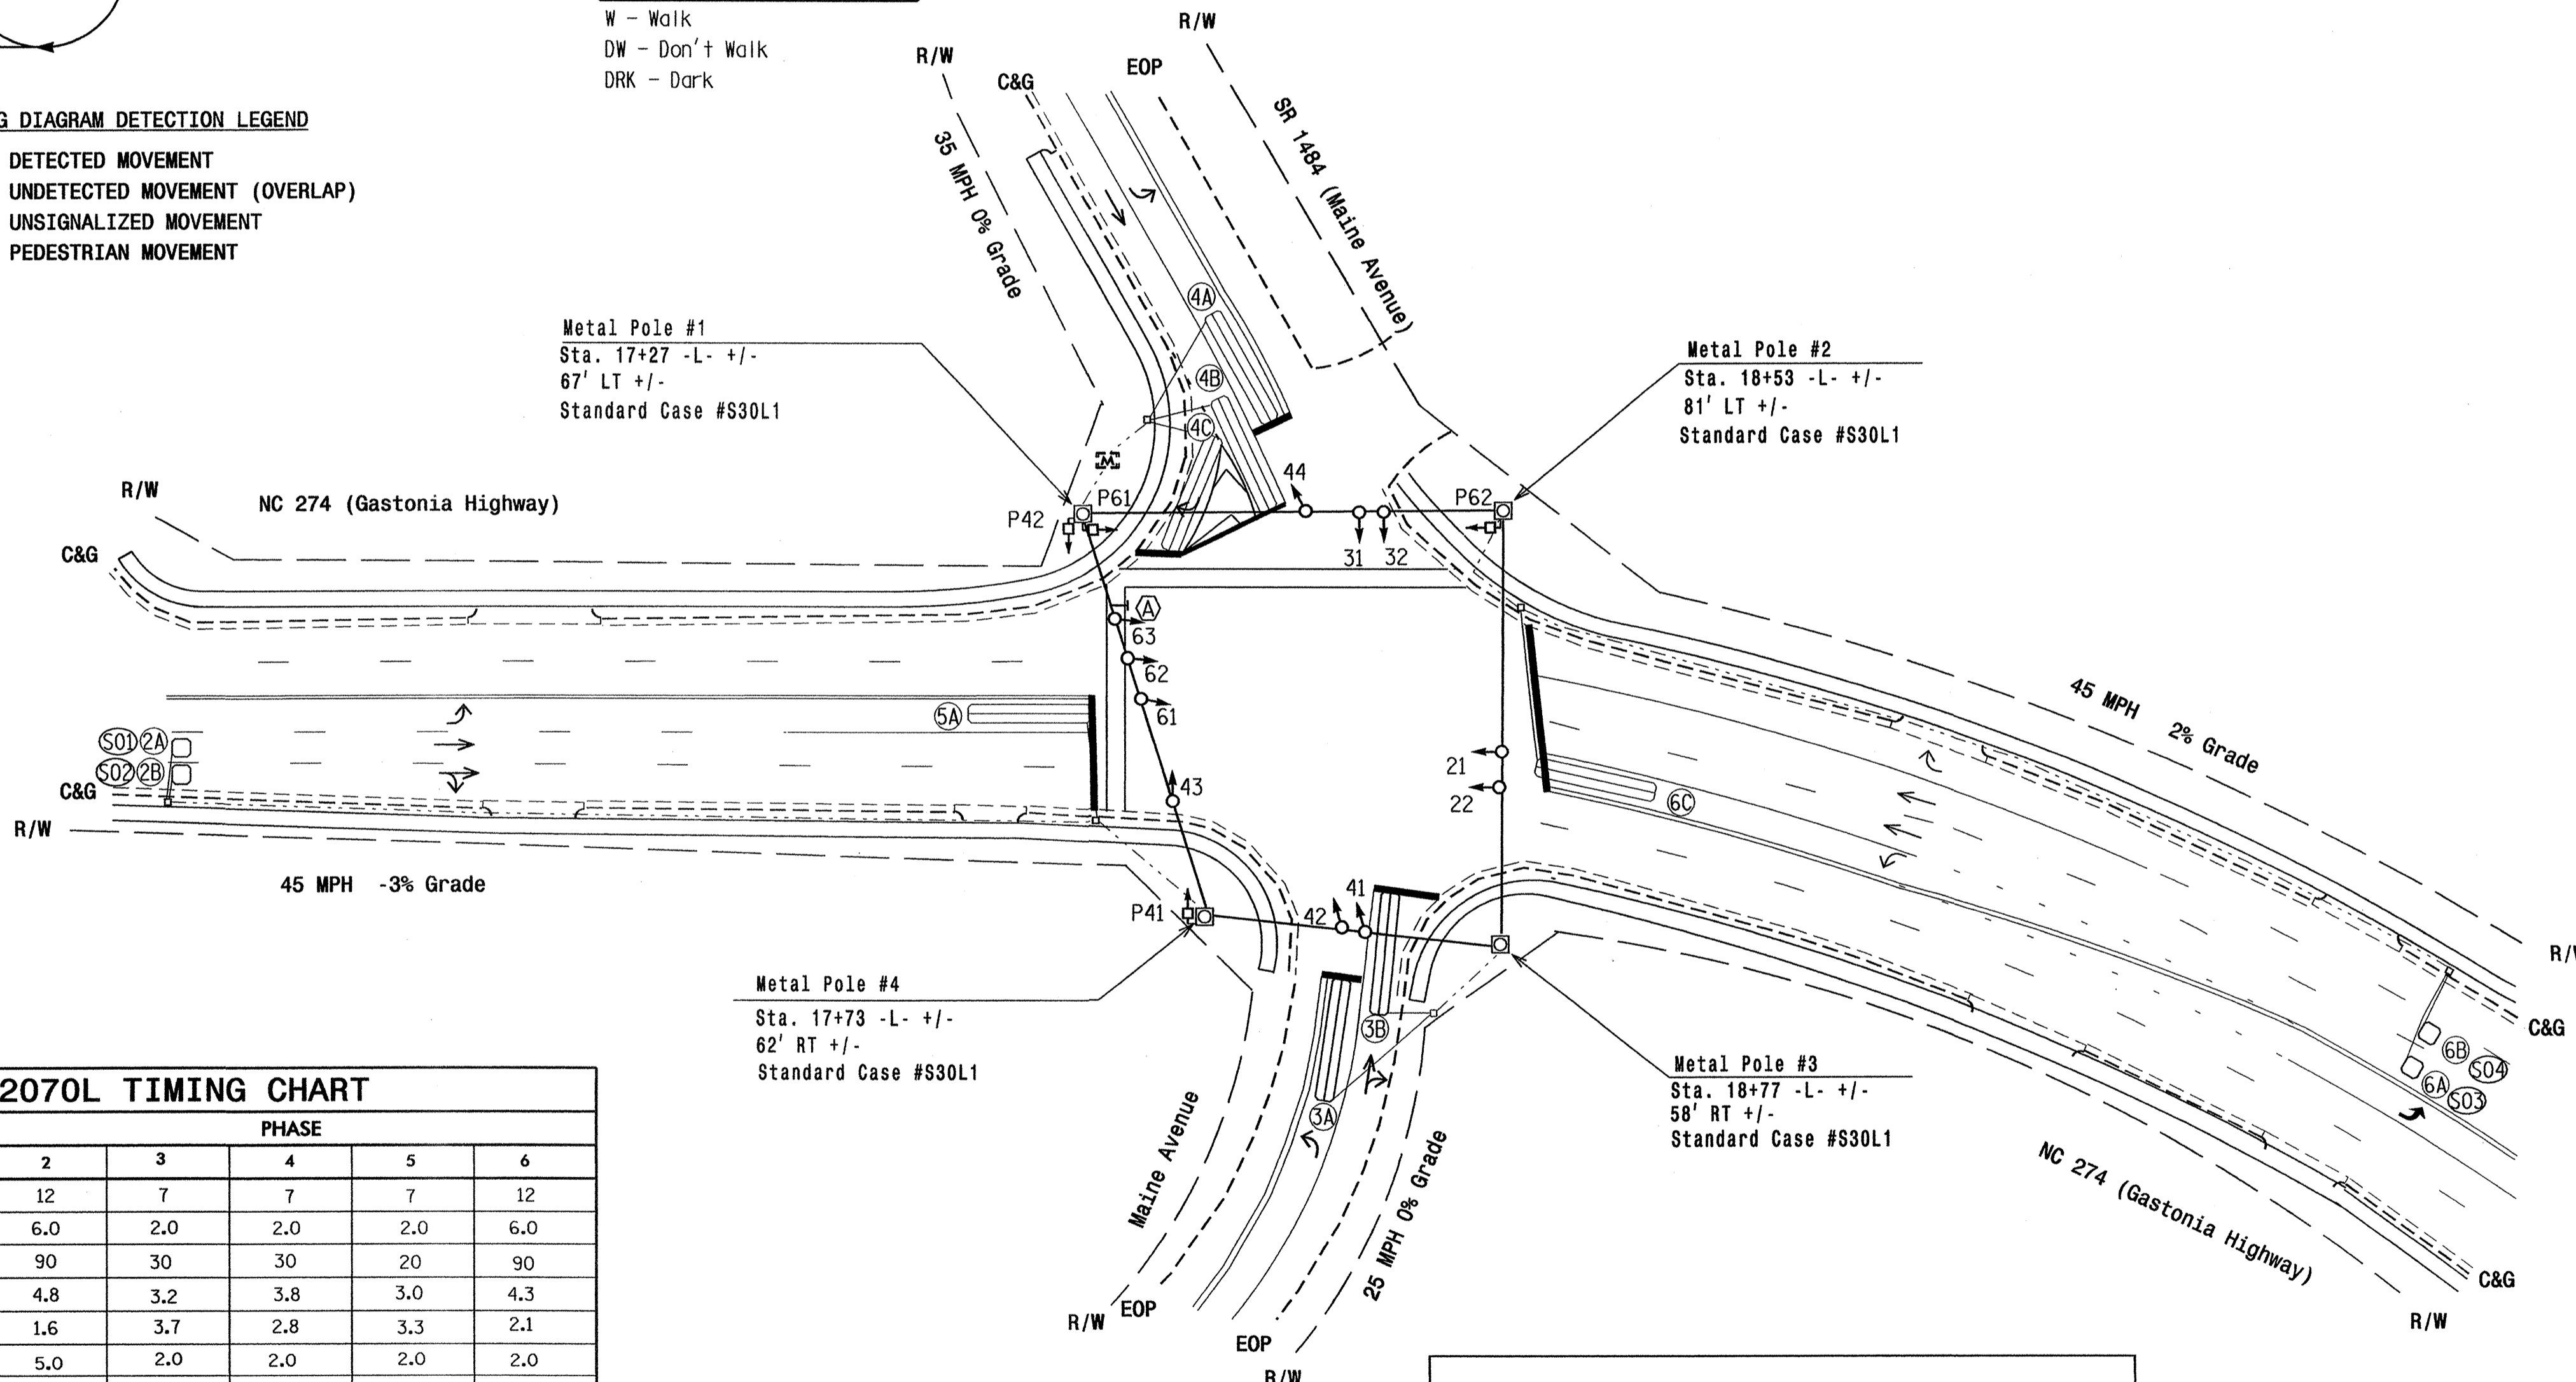 W - Walk
DW - Don't Walk
DRK - Dark
G DIAGRAM DETECTION LEGEND
DETECTED MOVEMENT
UNDETECTED MOVEMENT (OVERLAP)
UNSIGNALIZED MOVEMENT
PEDESTRIAN MOVEMENT
R/W
C&G
EOP
R/W
35 MPH 0% Grade
SR 1484 (Maine Avenue)
Metal Pole #1
Sta. 17+27 -L- +/-
67' LT +/-
Standard Case #S30L1
Metal Pole #2
Sta. 18+53 -L- +/-
81' LT +/-
Standard Case #S30L1
4A
4B
4C
M
R/W
NC 274 (Gastonia Highway)
C&G
P42
P61
44
31
32
P62
A
63
62
61
43
5A
S01 2A
S02 2B
C&G
R/W
45 MPH -3% Grade
21
22
6C
45 MPH 2% Grade
P41
42
41
Metal Pole #4
Sta. 17+73 -L- +/-
62' RT +/-
Standard Case #S30L1
3B
3A
Metal Pole #3
Sta. 18+77 -L- +/-
58' RT +/-
Standard Case #S30L1
R/W
C&G
6B S04
6A S03
Maine Avenue
25 MPH 0% Grade
NC 274 (Gastonia Highway)
C&G
R/W
R/W
EOP
EOP
R/W
2070L TIMING CHART
PHASE
2 3 4 5 6
12 7 7 7 12
6.0 2.0 2.0 2.0 6.0
90 30 30 20 90
4.8 3.2 3.8 3.0 4.3
1.6 3.7 2.8 3.3 2.1
5.0 2.0 2.0 2.0 2.0